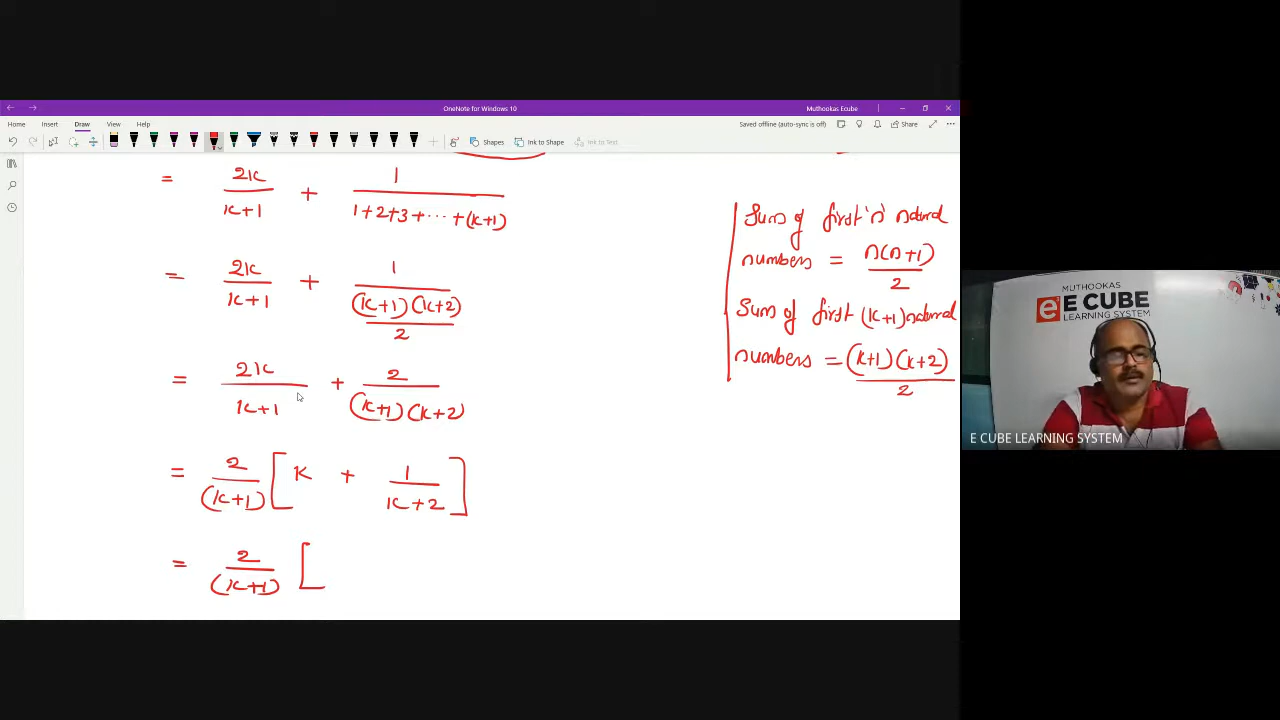 OneNote for Windows 10
Muthookas Ecube
Home Insert Draw View Help
Saved offline (auto-sync is off)
Share
Shapes
Ink to Shape
Ink to Text
= 2k/(k+1) + 1/(1+2+3+···+(k+1))
= 2k/(k+1) + 1/((k+1)(k+2)/2)
= 2k/(k+1) + 2/((k+1)(k+2))
= 2/(k+1) [ k + 1/(k+2) ]
= 2/(k+1) [
Sum of first 'n' natural
numbers = n(n+1)/2
Sum of first (k+1) natural
numbers = (k+1)(k+2)/2
MUTHOOKAS
e E CUBE
LEARNING SYSTEM
E CUBE LEARNING SYSTEM